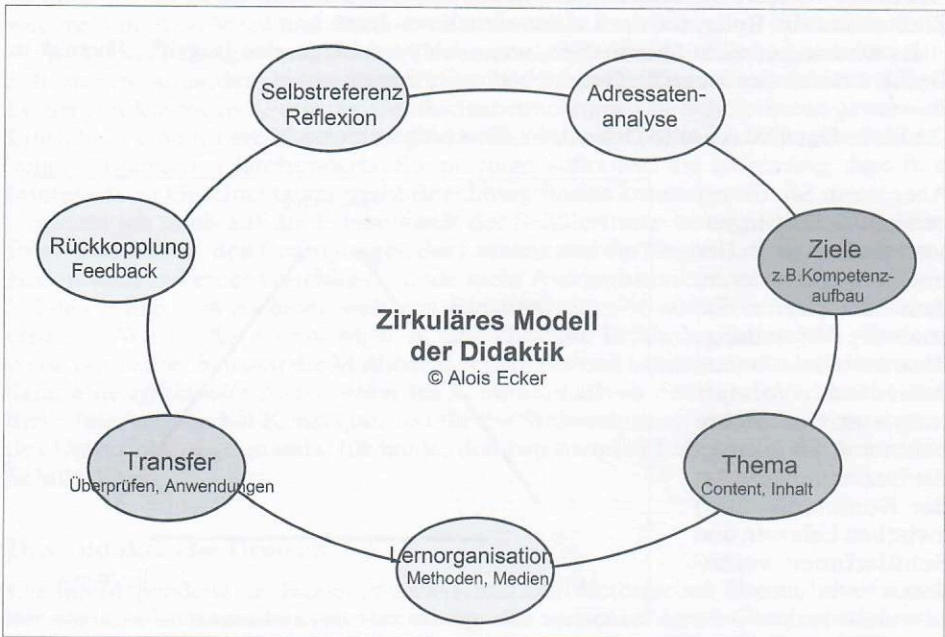 Selbstreferenz
Reflexion
Adressaten-
analyse
Rückkopplung
Feedback
Ziele
z.B.Kompetenz-
aufbau
Zirkuläres Modell
der Didaktik
© Alois Ecker
Transfer
Überprüfen, Anwendungen
Thema
Content, Inhalt
Lernorganisation
Methoden, Medien